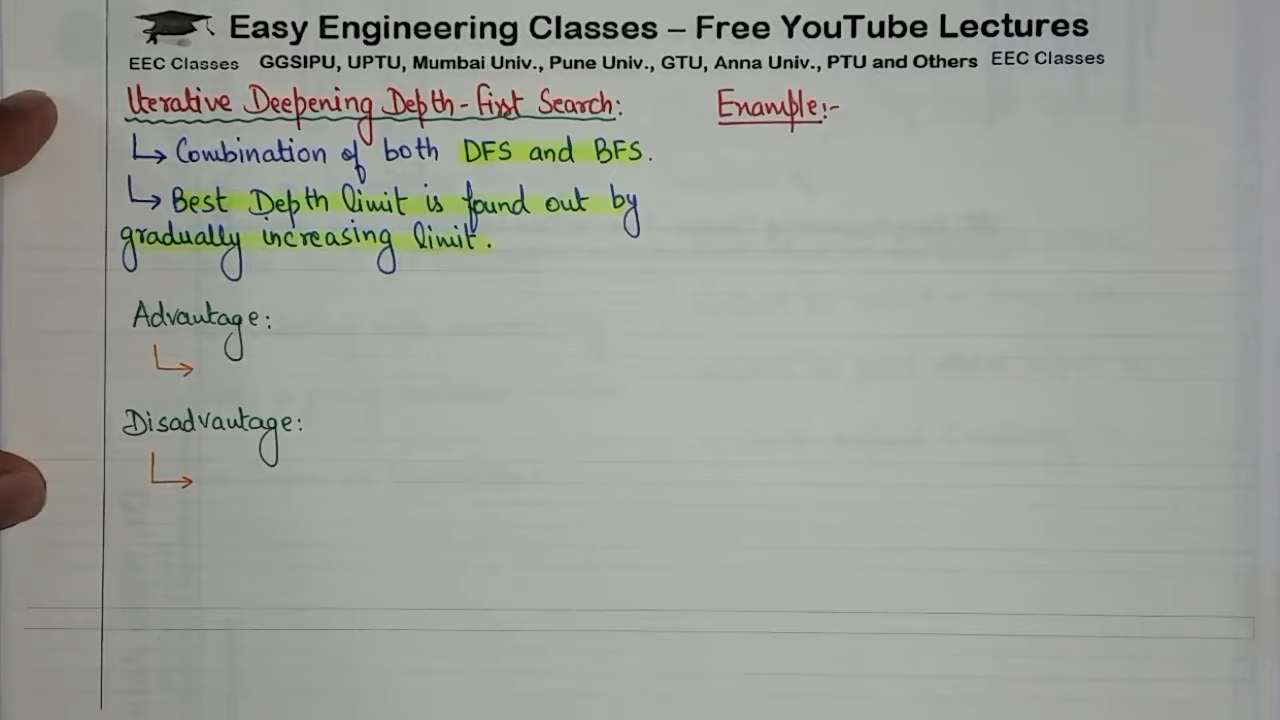 Easy Engineering Classes – Free YouTube Lectures
EEC Classes GGSIPU, UPTU, Mumbai Univ., Pune Univ., GTU, Anna Univ., PTU and Others EEC Classes
Iterative Deepening Depth-First Search:
↳ Combination of both DFS and BFS.
↳ Best Depth limit is found out by
gradually increasing limit.
Advantage:
↳
Disadvantage:
↳
Example:-